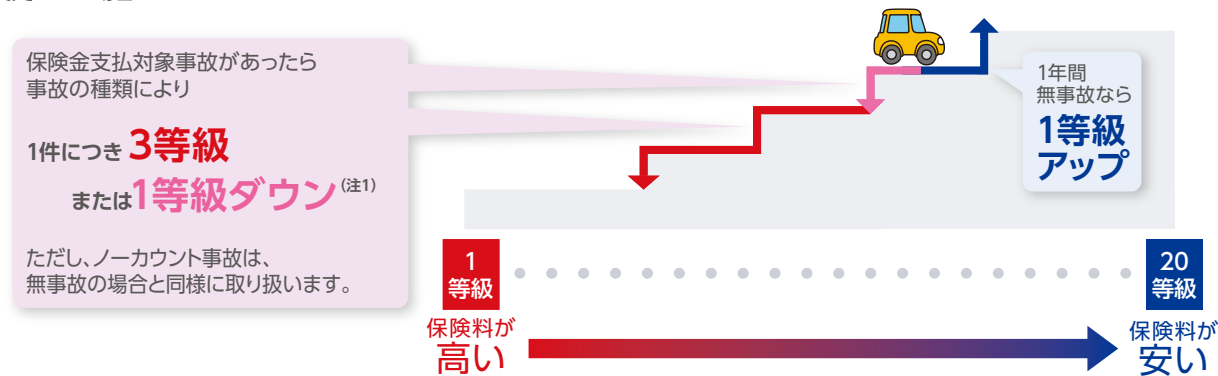 保険金支払対象事故があったら
事故の種類により
1件につき 3等級
または1等級ダウン(注1)
ただし、ノーカウント事故は、
無事故の場合と同様に取り扱います。
1年間
無事故なら
1等級
アップ
1
等級
20
等級
保険料が
高い
保険料が
安い